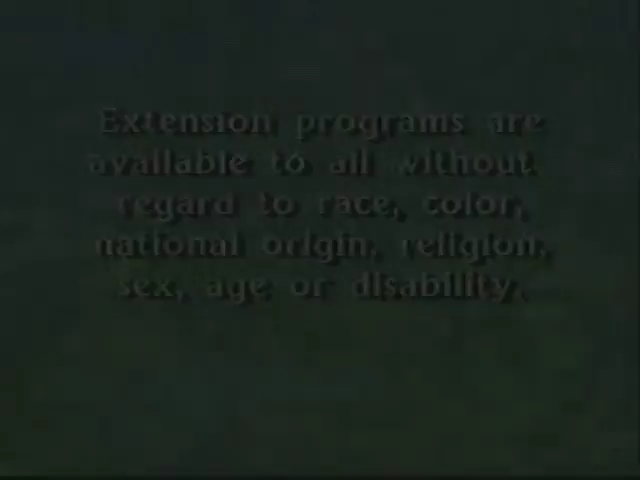 Extension programs are
available to all without
regard to race, color,
national origin, religion,
sex, age or disability.